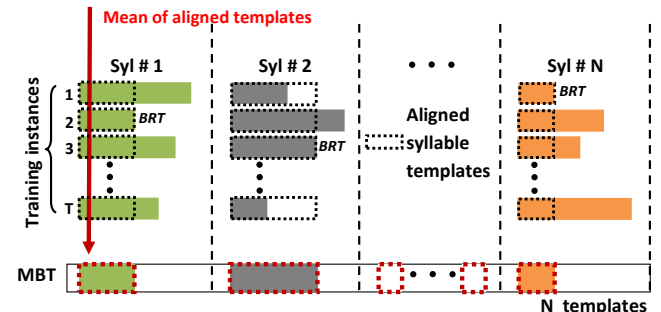 Mean of aligned templates
Syl # 1
Syl # 2
Syl # N
Training instances
1
BRT
2
BRT
Aligned
syllable
templates
3
BRT
T
MBT
N templates